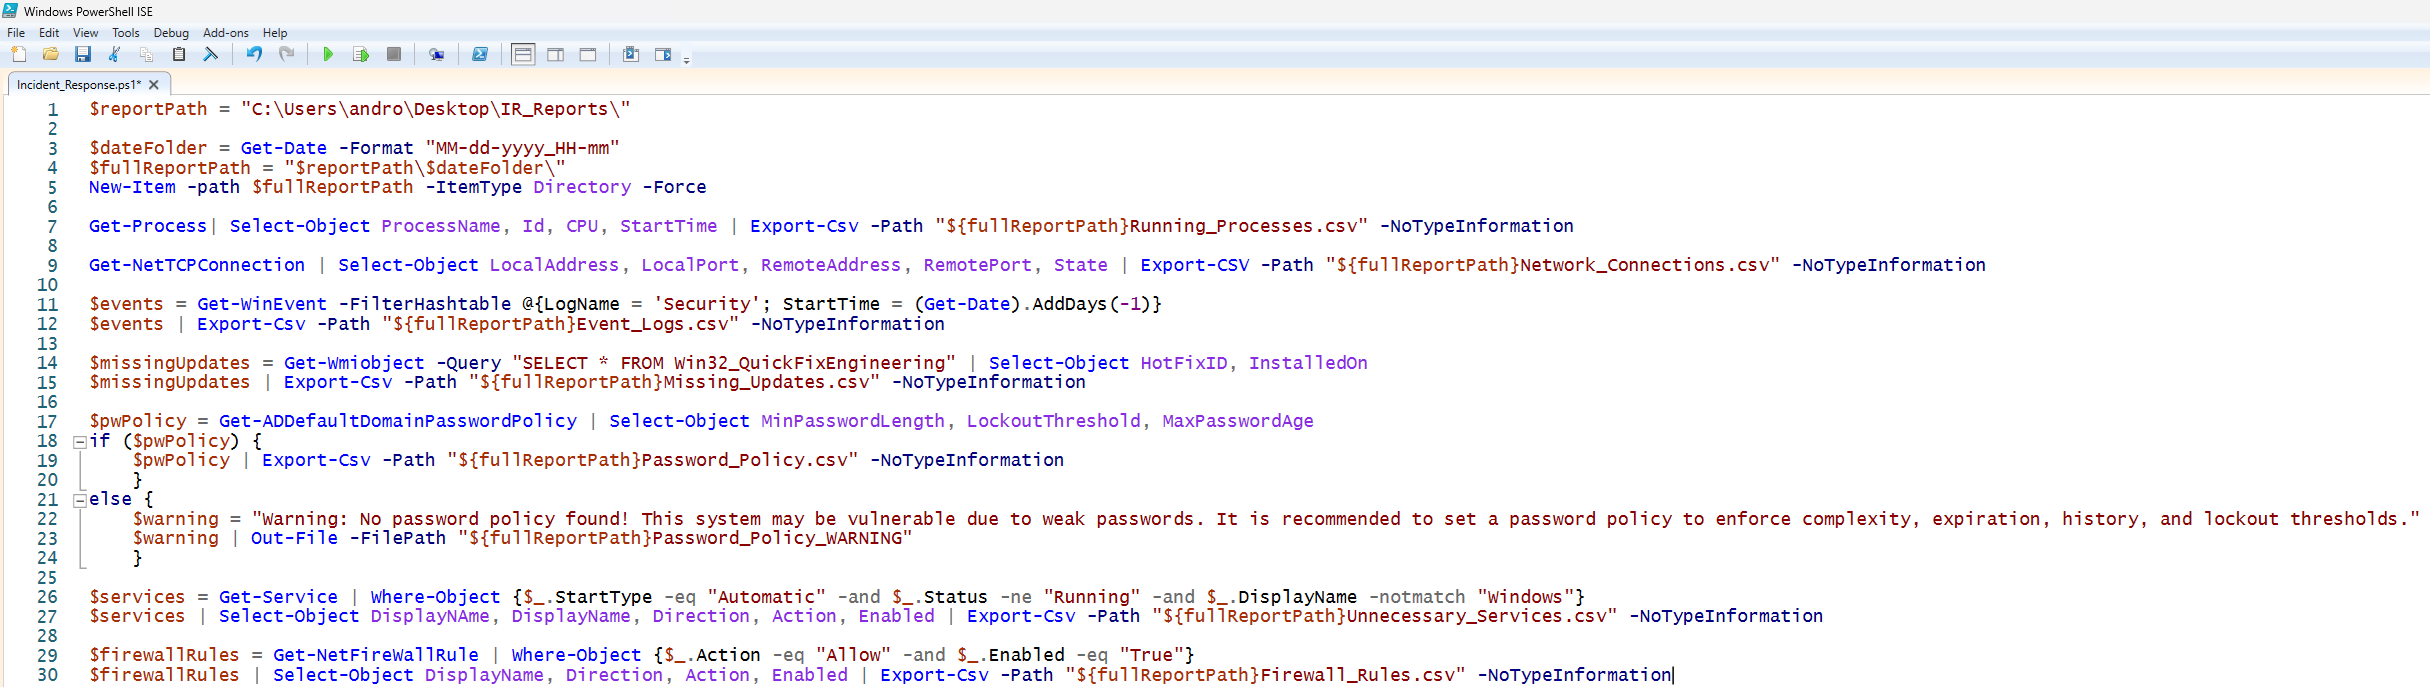 Windows PowerShell ISE
File Edit View Tools Debug Add-ons Help
Incident_Response.ps1*
1 $reportPath = "C:\Users\andro\Desktop\IR_Reports\"
2
3 $dateFolder = Get-Date -Format "MM-dd-yyyy_HH-mm"
4 $fullReportPath = "$reportPath\$dateFolder\"
5 New-Item -path $fullReportPath -ItemType Directory -Force
6
7 Get-Process| Select-Object ProcessName, Id, CPU, StartTime | Export-Csv -Path "${fullReportPath}Running_Processes.csv" -NoTypeInformation
8
9 Get-NetTCPConnection | Select-Object LocalAddress, LocalPort, RemoteAddress, RemotePort, State | Export-CSV -Path "${fullReportPath}Network_Connections.csv" -NoTypeInformation
10
11 $events = Get-WinEvent -FilterHashtable @{LogName = 'Security'; StartTime = (Get-Date).AddDays(-1)}
12 $events | Export-Csv -Path "${fullReportPath}Event_Logs.csv" -NoTypeInformation
13
14 $missingUpdates = Get-Wmiobject -Query "SELECT * FROM Win32_QuickFixEngineering" | Select-Object HotFixID, InstalledOn
15 $missingUpdates | Export-Csv -Path "${fullReportPath}Missing_Updates.csv" -NoTypeInformation
16
17 $pwPolicy = Get-ADDefaultDomainPasswordPolicy | Select-Object MinPasswordLength, LockoutThreshold, MaxPasswordAge
18 if ($pwPolicy) {
19 $pwPolicy | Export-Csv -Path "${fullReportPath}Password_Policy.csv" -NoTypeInformation
20 }
21 else {
22 $warning = "Warning: No password policy found! This system may be vulnerable due to weak passwords. It is recommended to set a password policy to enforce complexity, expiration, history, and lockout thresholds."
23 $warning | Out-File -FilePath "${fullReportPath}Password_Policy_WARNING"
24 }
25
26 $services = Get-Service | Where-Object {$_.StartType -eq "Automatic" -and $_.Status -ne "Running" -and $_.DisplayName -notmatch "Windows"}
27 $services | Select-Object DisplayNAme, DisplayName, Direction, Action, Enabled | Export-Csv -Path "${fullReportPath}Unnecessary_Services.csv" -NoTypeInformation
28
29 $firewallRules = Get-NetFireWallRule | Where-Object {$_.Action -eq "Allow" -and $_.Enabled -eq "True"}
30 $firewallRules | Select-Object DisplayName, Direction, Action, Enabled | Export-Csv -Path "${fullReportPath}Firewall_Rules.csv" -NoTypeInformation